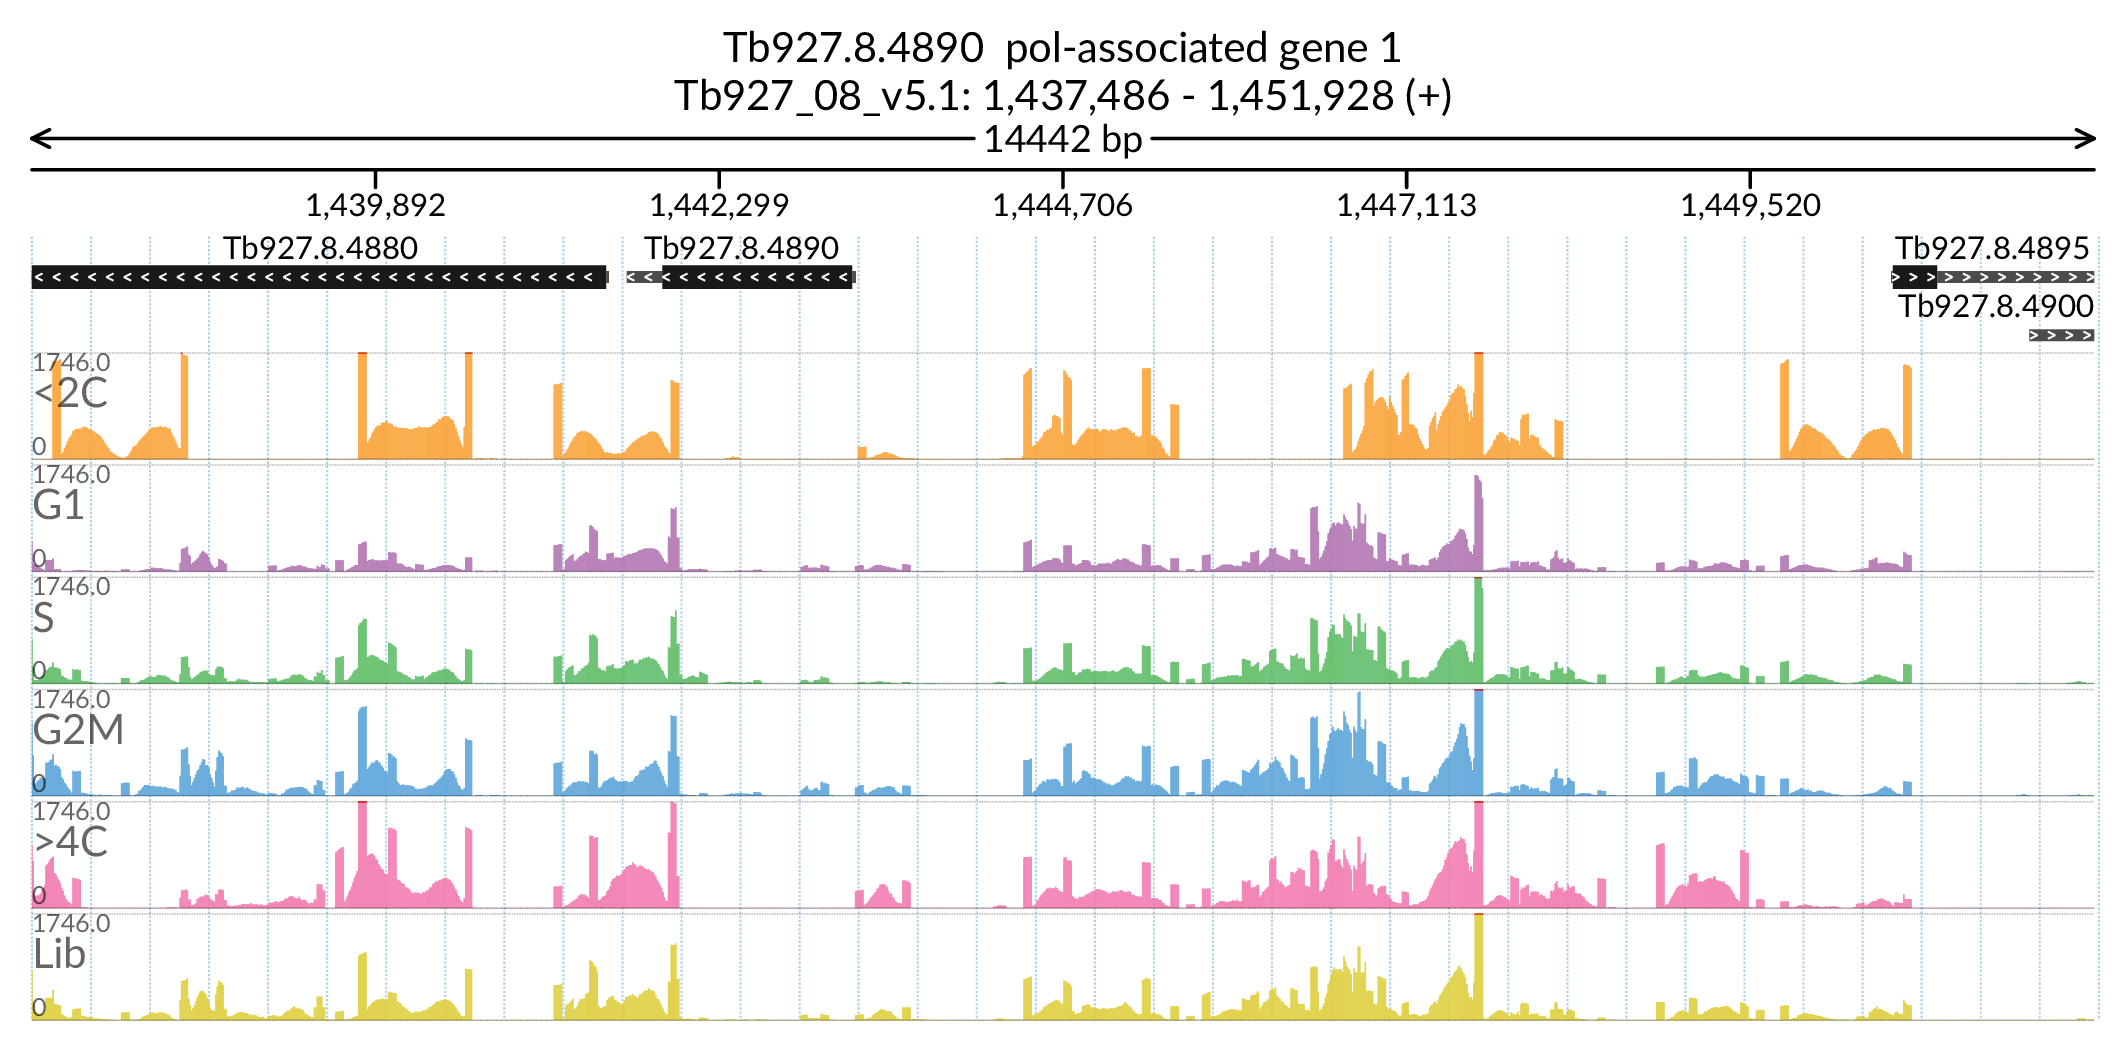 Tb927.8.4890  pol-associated gene 1
Tb927_08_v5.1: 1,437,486 - 1,451,928 (+)
14442 bp
1,439,892 1,442,299 1,444,706 1,447,113 1,449,520
Tb927.8.4880 Tb927.8.4890 Tb927.8.4895
Tb927.8.4900
1746.0
<2C
0
1746.0
G1
0
1746.0
S
0
1746.0
G2M
0
1746.0
>4C
0
1746.0
Lib
0